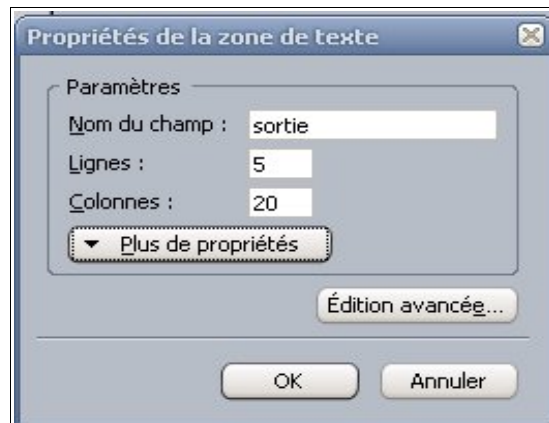 Propriétés de la zone de texte
Paramètres
Nom du champ : sortie
Lignes : 5
Colonnes : 20
Plus de propriétés
Édition avancée...
OK Annuler